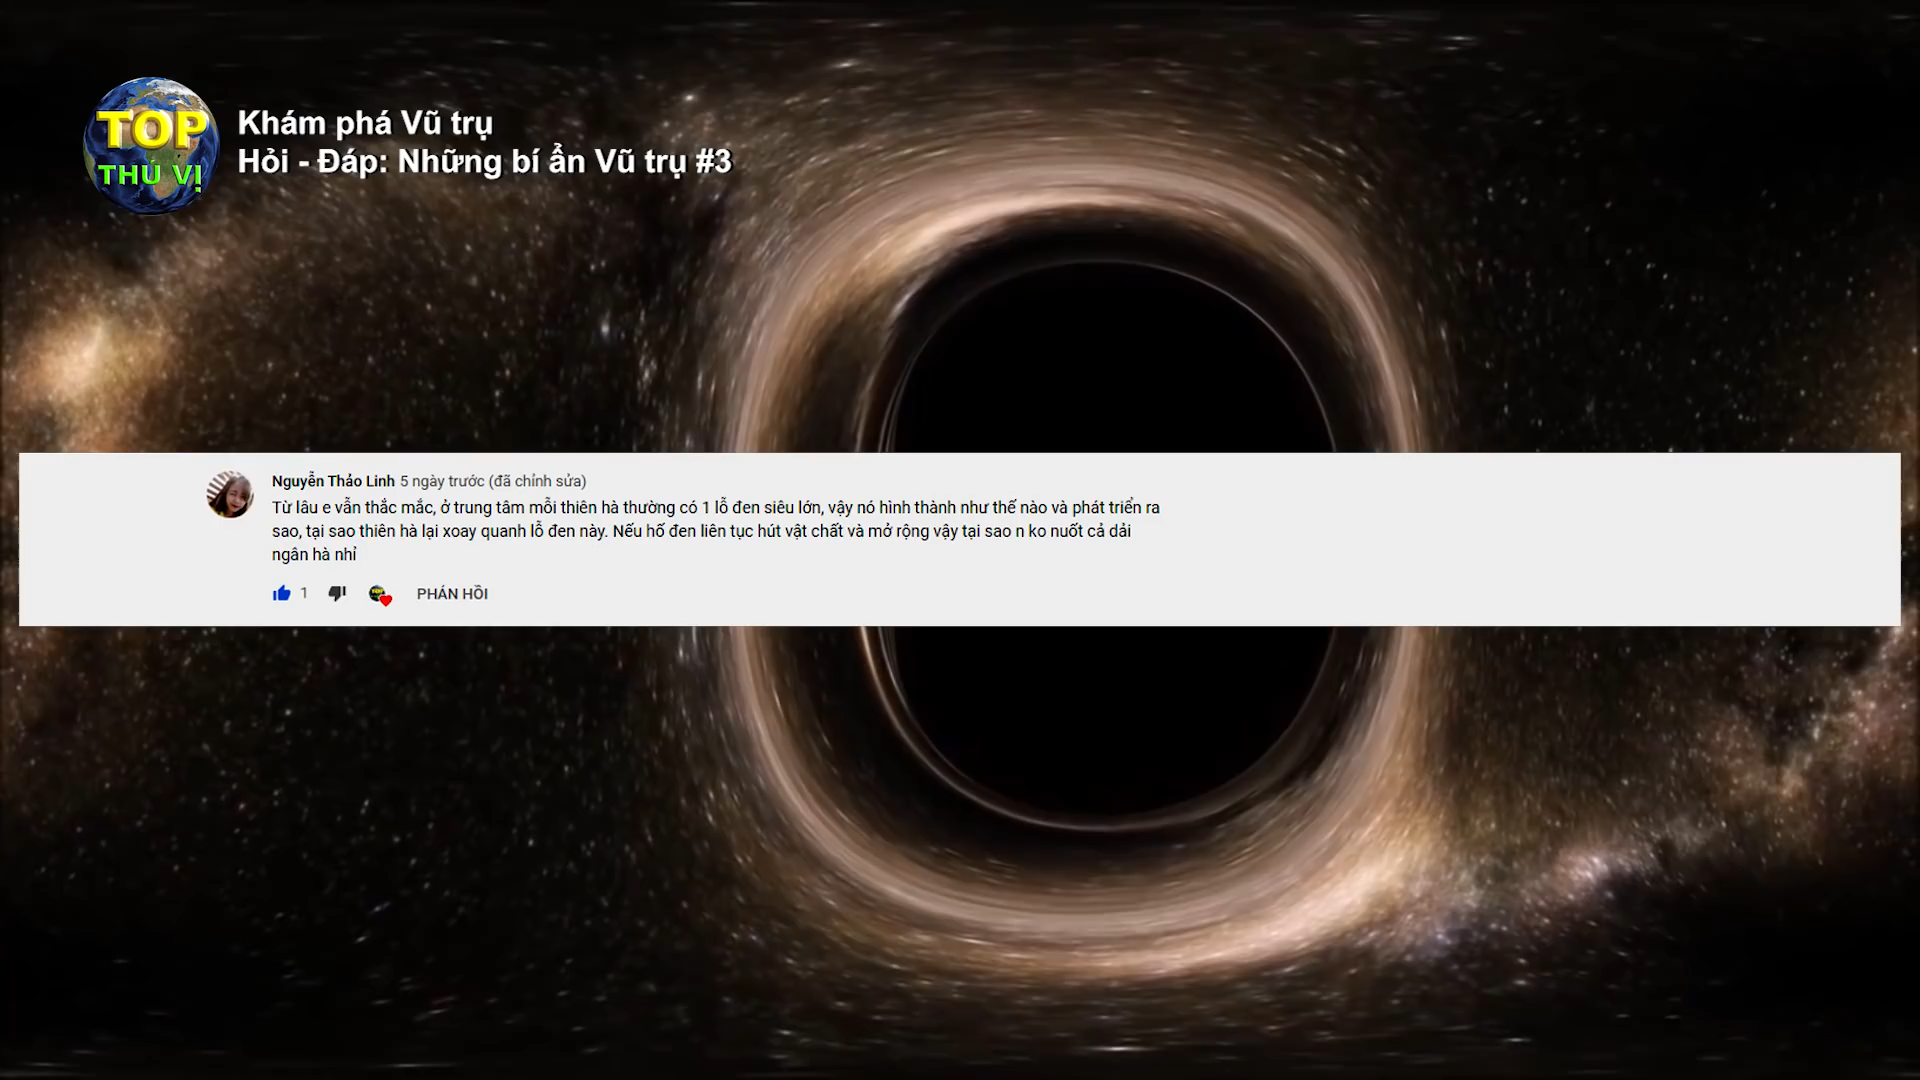 TOP
THÚ VỊ
Khám phá Vũ trụ
Hỏi - Đáp: Những bí ẩn Vũ trụ #3
Nguyễn Thảo Linh 5 ngày trước (đã chỉnh sửa)
Từ lâu e vẫn thắc mắc, ở trung tâm mỗi thiên hà thường có 1 lỗ đen siêu lớn, vậy nó hình thành như thế nào và phát triển ra
sao, tại sao thiên hà lại xoay quanh lỗ đen này. Nếu hố đen liên tục hút vật chất và mở rộng vậy tại sao n ko nuốt cả dải
ngân hà nhỉ
1 PHẢN HỒI